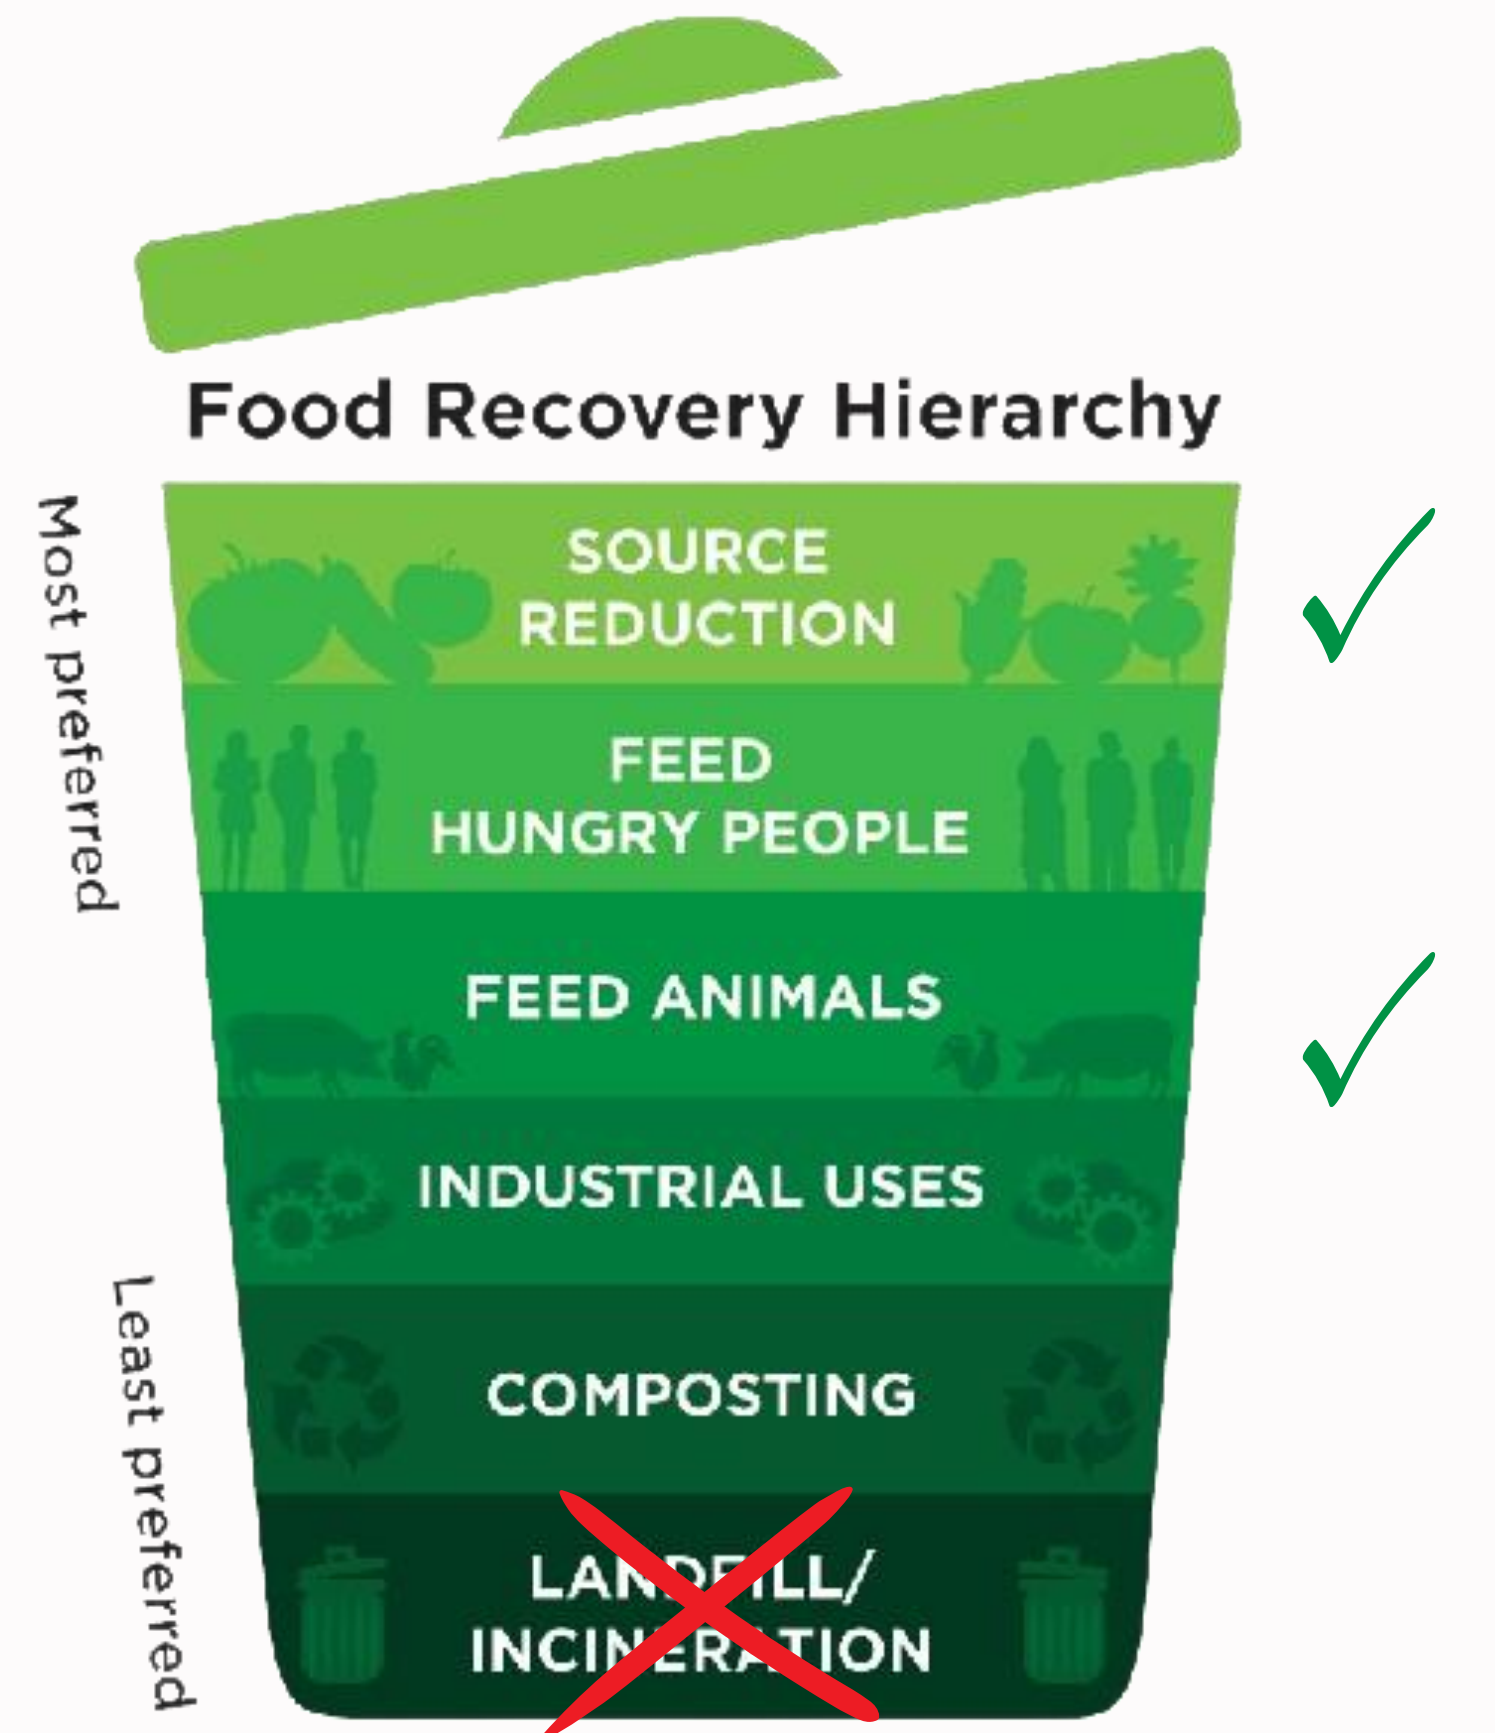 Food Recovery Hierarchy
Most preferred
SOURCE
REDUCTION
FEED
HUNGRY PEOPLE
FEED ANIMALS
INDUSTRIAL USES
Least preferred
COMPOSTING
LANDFILL/
INCINERATION